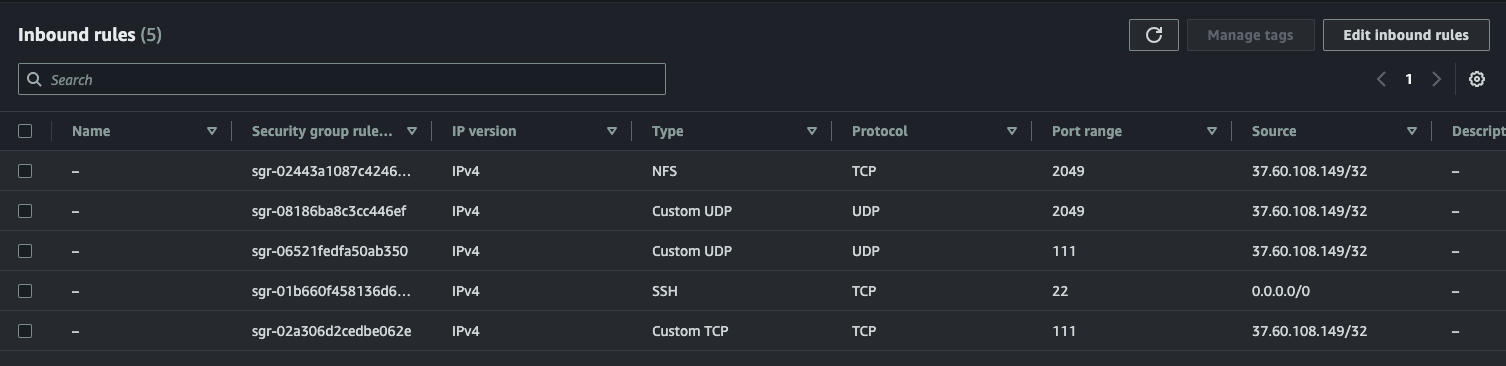 Inbound rules (5)
Manage tags
Edit inbound rules
Search
1
Name Security group rule... IP version Type Protocol Port range Source Descript
– sgr-02443a1087c4246... IPv4 NFS TCP 2049 37.60.108.149/32 –
– sgr-08186ba8c3cc446ef IPv4 Custom UDP UDP 2049 37.60.108.149/32 –
– sgr-06521fedfa50ab350 IPv4 Custom UDP UDP 111 37.60.108.149/32 –
– sgr-01b660f458136d6... IPv4 SSH TCP 22 0.0.0.0/0 –
– sgr-02a306d2cedbe062e IPv4 Custom TCP TCP 111 37.60.108.149/32 –